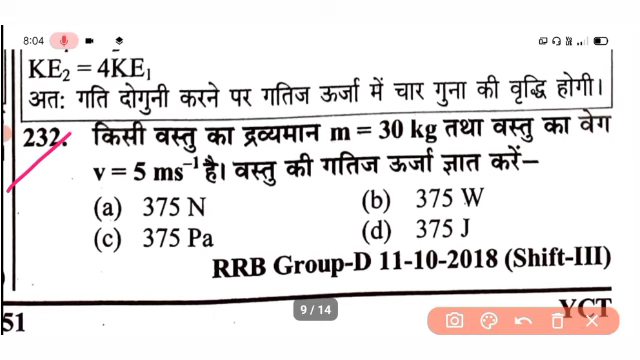 8:04
KE₂ = 4KE₁
अत: गति दोगुनी करने पर गतिज ऊर्जा में चार गुना की वृद्धि होगी।
232. किसी वस्तु का द्रव्यमान m = 30 kg तथा वस्तु का वेग
v = 5 ms⁻¹ है। वस्तु की गतिज ऊर्जा ज्ञात करें–
(a) 375 N (b) 375 W
(c) 375 Pa (d) 375 J
RRB Group-D 11-10-2018 (Shift-III)
9 / 14
51 YCT